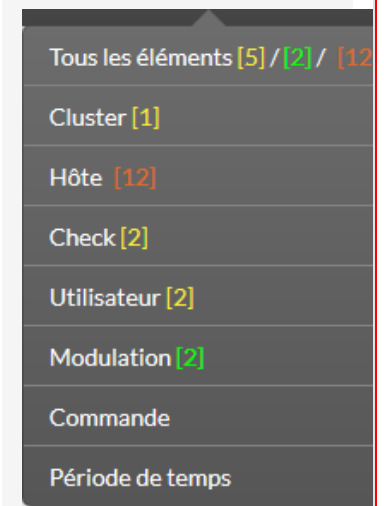 Tous les éléments [5] / [2] / [12
Cluster [1]
Hôte [12]
Check [2]
Utilisateur [2]
Modulation [2]
Commande
Période de temps